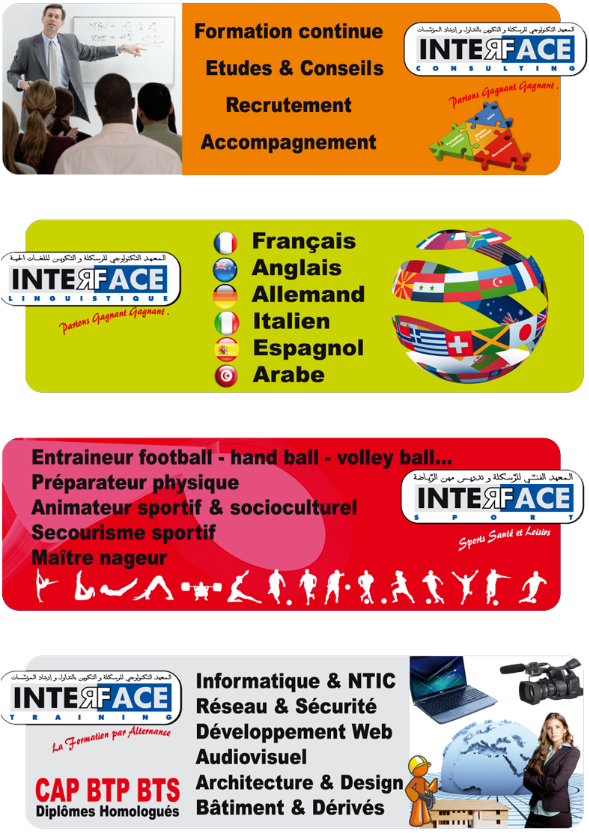 Formation continue
Etudes & Conseils
Recrutement
Accompagnement
المعهد التكنولوجي للرسكلة و التكوين بالتداول و إرشاد المؤسسات
INTERFACE
CONSULTING
Partons Gagnant Gagnant .
المعهد التكنولوجي للرسكلة و التكوين للغات الحية
INTERFACE
LINGUISTIQUE
Partons Gagnant Gagnant .
Français
Anglais
Allemand
Italien
Espagnol
Arabe
Entraineur football - hand ball - volley ball...
Préparateur physique
Animateur sportif & socioculturel
Secourisme sportif
Maître nageur
المعهد الفني للرسكلة و تدريس مهن الرياضة
INTERFACE
SPORT
Sports Santé et Loisirs
المعهد التكنولوجي للرسكلة و التكوين بالتداول و إرشاد المؤسسات
INTERFACE
TRAINING
La Formation par Alternance
CAP BTP BTS
Diplômes Homologués
Informatique & NTIC
Réseau & Sécurité
Développement Web
Audiovisuel
Architecture & Design
Bâtiment & Dérivés